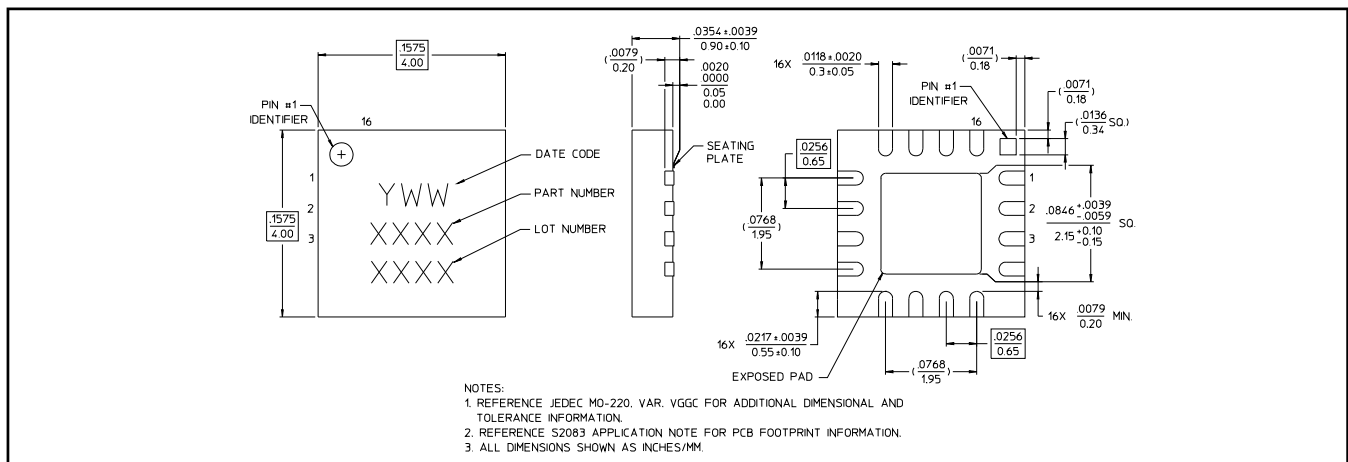 .1575
4.00
PIN #1
IDENTIFIER
16
1
2
3
.1575
4.00
YWW
XXXX
XXXX
DATE CODE
PART NUMBER
LOT NUMBER
.0354±.0039
0.90±0.10
(.0079
0.20)
.0020
.0000
0.05
0.00
SEATING
PLATE
16X .0118±.0020
0.3±0.05
(.0071
0.18)
PIN #1
IDENTIFIER
16
(.0071
0.18)
(.0136
0.34 SQ.)
.0256
0.65
(.0768
1.95)
1
2
3
.0846 +.0039
-.0059 SQ.
2.15 +0.10
-0.15
16X .0079
0.20 MIN.
16X .0217±.0039
0.55±0.10
.0256
0.65
(.0768
1.95)
EXPOSED PAD
NOTES:
1. REFERENCE JEDEC MO-220, VAR. VGGC FOR ADDITIONAL DIMENSIONAL AND
TOLERANCE INFORMATION.
2. REFERENCE S2083 APPLICATION NOTE FOR PCB FOOTPRINT INFORMATION.
3. ALL DIMENSIONS SHOWN AS INCHES/MM.